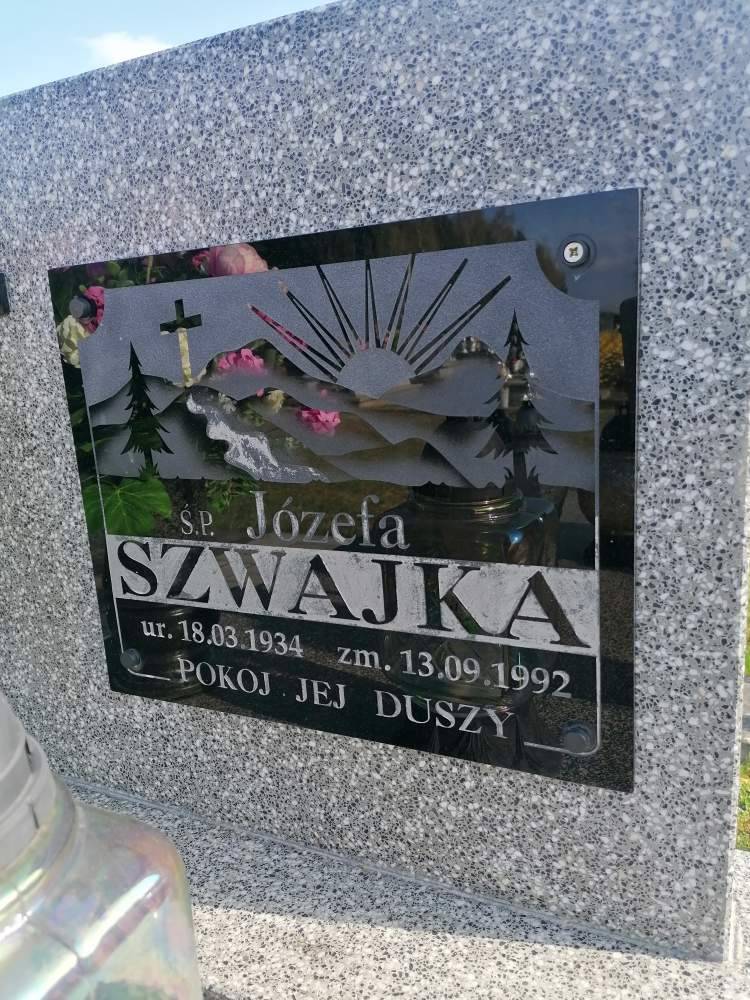 Ś.P. Józefa
SZWAJKA
ur. 18.03.1934 zm. 13.09.1992
POKOJ JEJ DUSZY